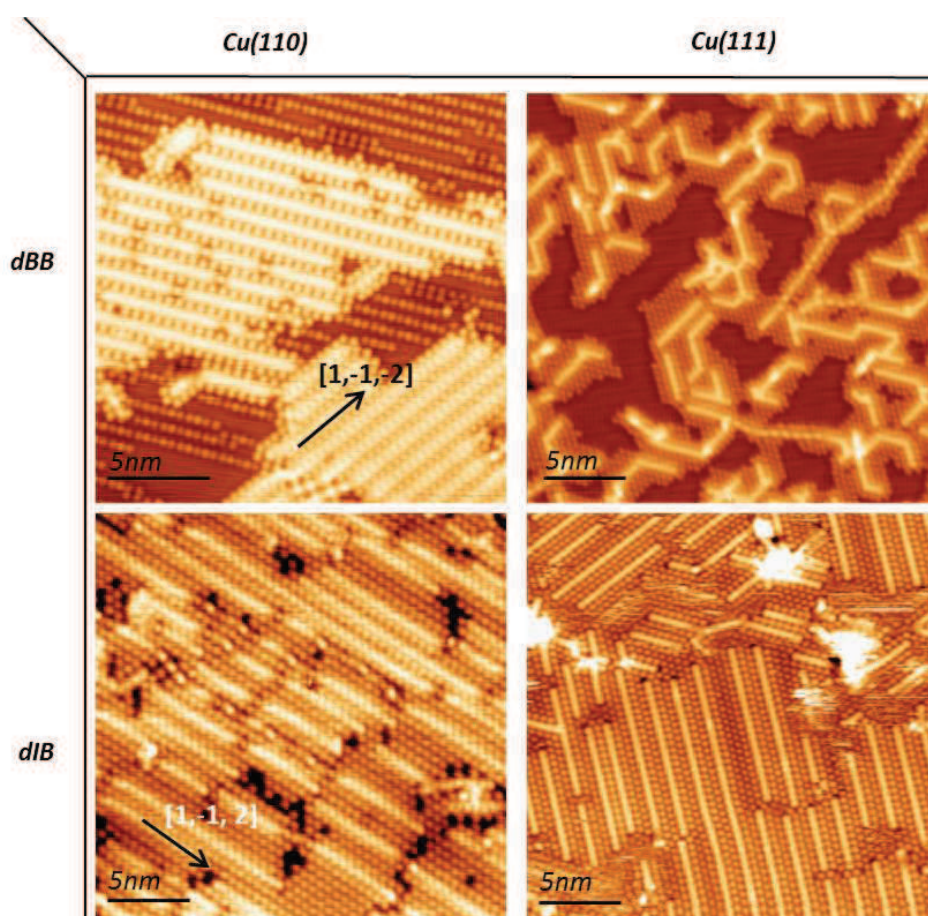 Cu(110)
Cu(111)
dBB
[1,-1,-2]
5nm
5nm
dIB
[1,-1, 2]
5nm
5nm